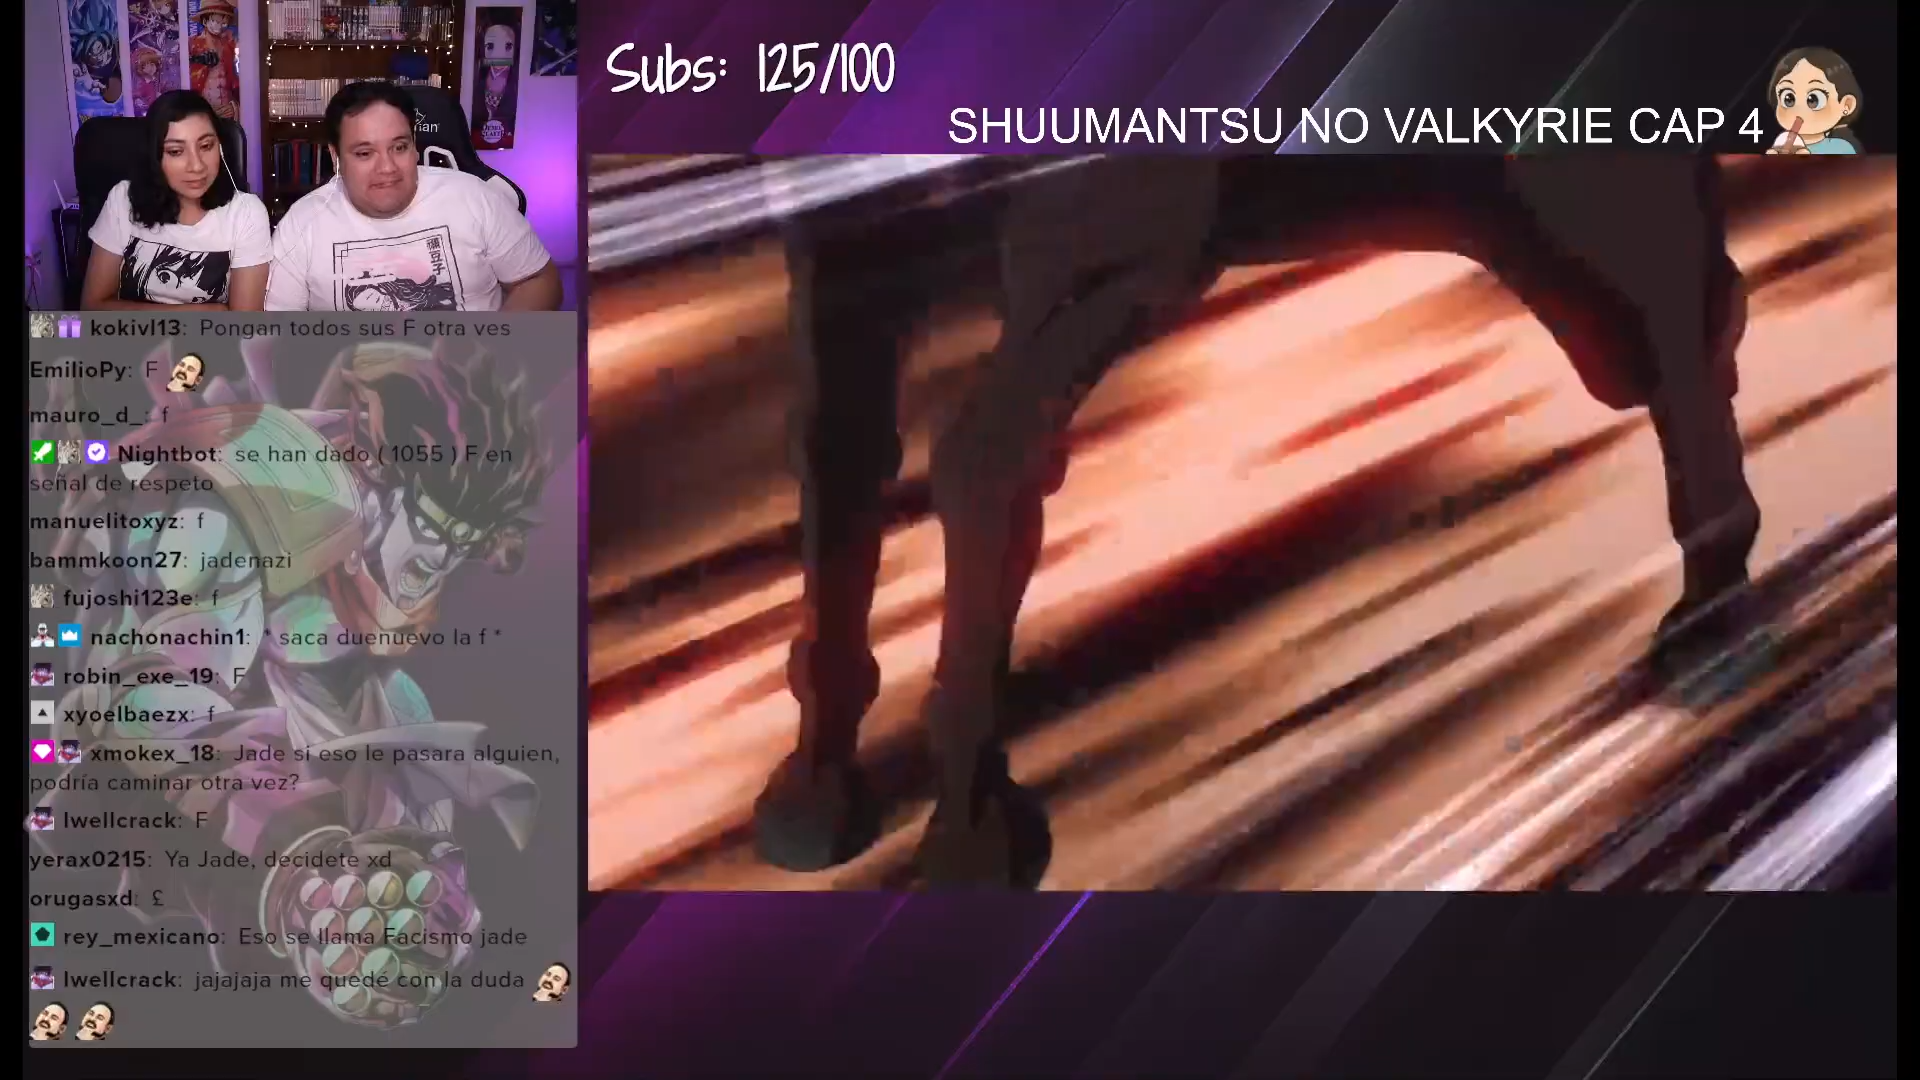 Subs: 125/100
SHUUMANTSU NO VALKYRIE CAP 4
kokivl13: Pongan todos sus F otra ves
EmilioPy: F
mauro_d_: f
Nightbot: se han dado ( 1055 ) F en
señal de respeto
manuelitoxyz: f
bammkoon27: jadenazi
fujoshi123e: f
nachonachin1: * saca duenuevo la f *
robin_exe_19: F
xyoelbaezx: f
xmokex_18: Jade si eso le pasara alguien,
podría caminar otra vez?
lwellcrack: F
yerax0215: Ya Jade, decidete xd
orugasxd: £
rey_mexicano: Eso se llama Facismo jade
lwellcrack: jajajaja me quedé con la duda